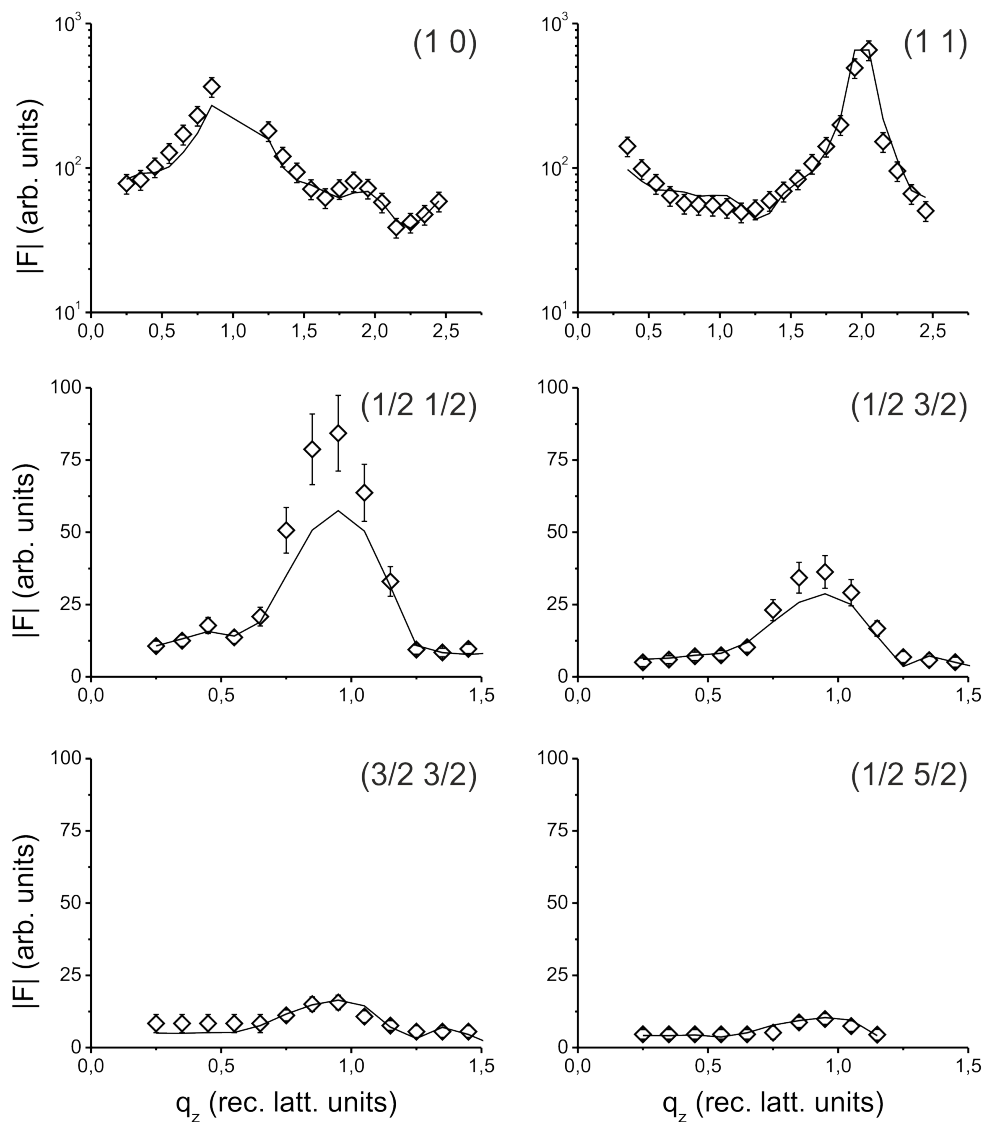 10³
(1 0)
10²
10¹
|F| (arb. units)
0,0 0,5 1,0 1,5 2,0 2,5
10³
(1 1)
10²
10¹
0,0 0,5 1,0 1,5 2,0 2,5
100
(1/2 1/2)
75
50
25
0
|F| (arb. units)
0,0 0,5 1,0 1,5
100
(1/2 3/2)
75
50
25
0
0,0 0,5 1,0 1,5
100
(3/2 3/2)
75
50
25
0
|F| (arb. units)
0,0 0,5 1,0 1,5
q_z (rec. latt. units)
100
(1/2 5/2)
75
50
25
0
0,0 0,5 1,0 1,5
q_z (rec. latt. units)